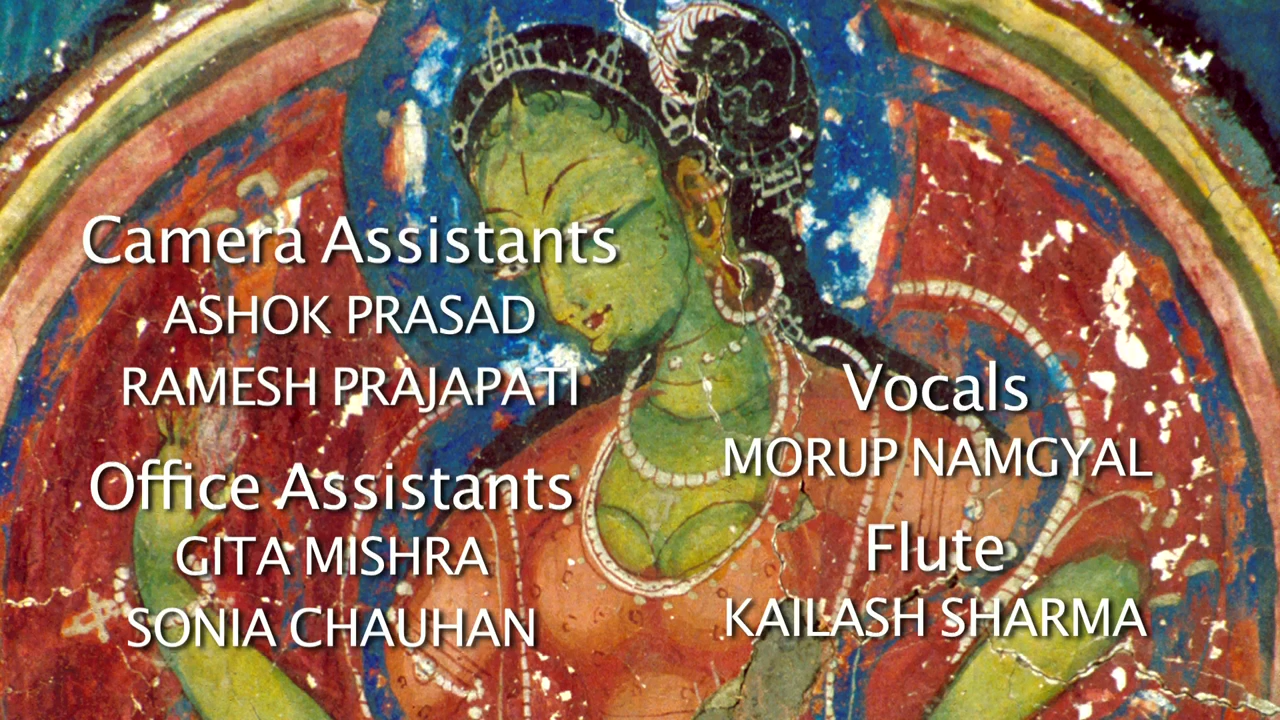 Camera Assistants
ASHOK PRASAD
RAMESH PRAJAPATI
Office Assistants
GITA MISHRA
SONIA CHAUHAN
Vocals
MORUP NAMGYAL
Flute
KAILASH SHARMA